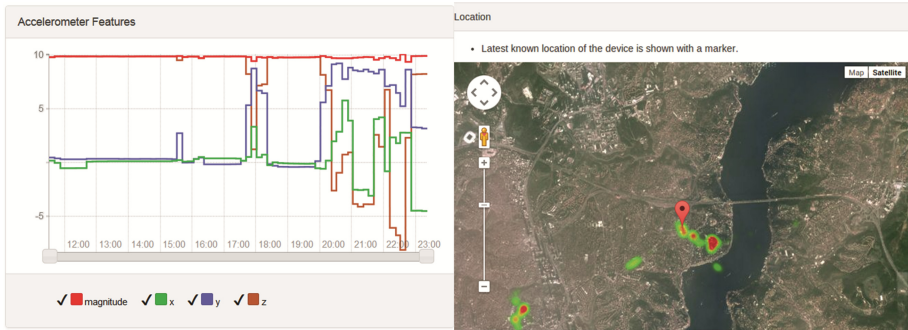 Accelerometer Features
10
5
-5
12:00 13:00 14:00 15:00 16:00 17:00 18:00 19:00 20:00 21:00 22:00 23:00
magnitude x y z
Location
Latest known location of the device is shown with a marker.
Map Satellite